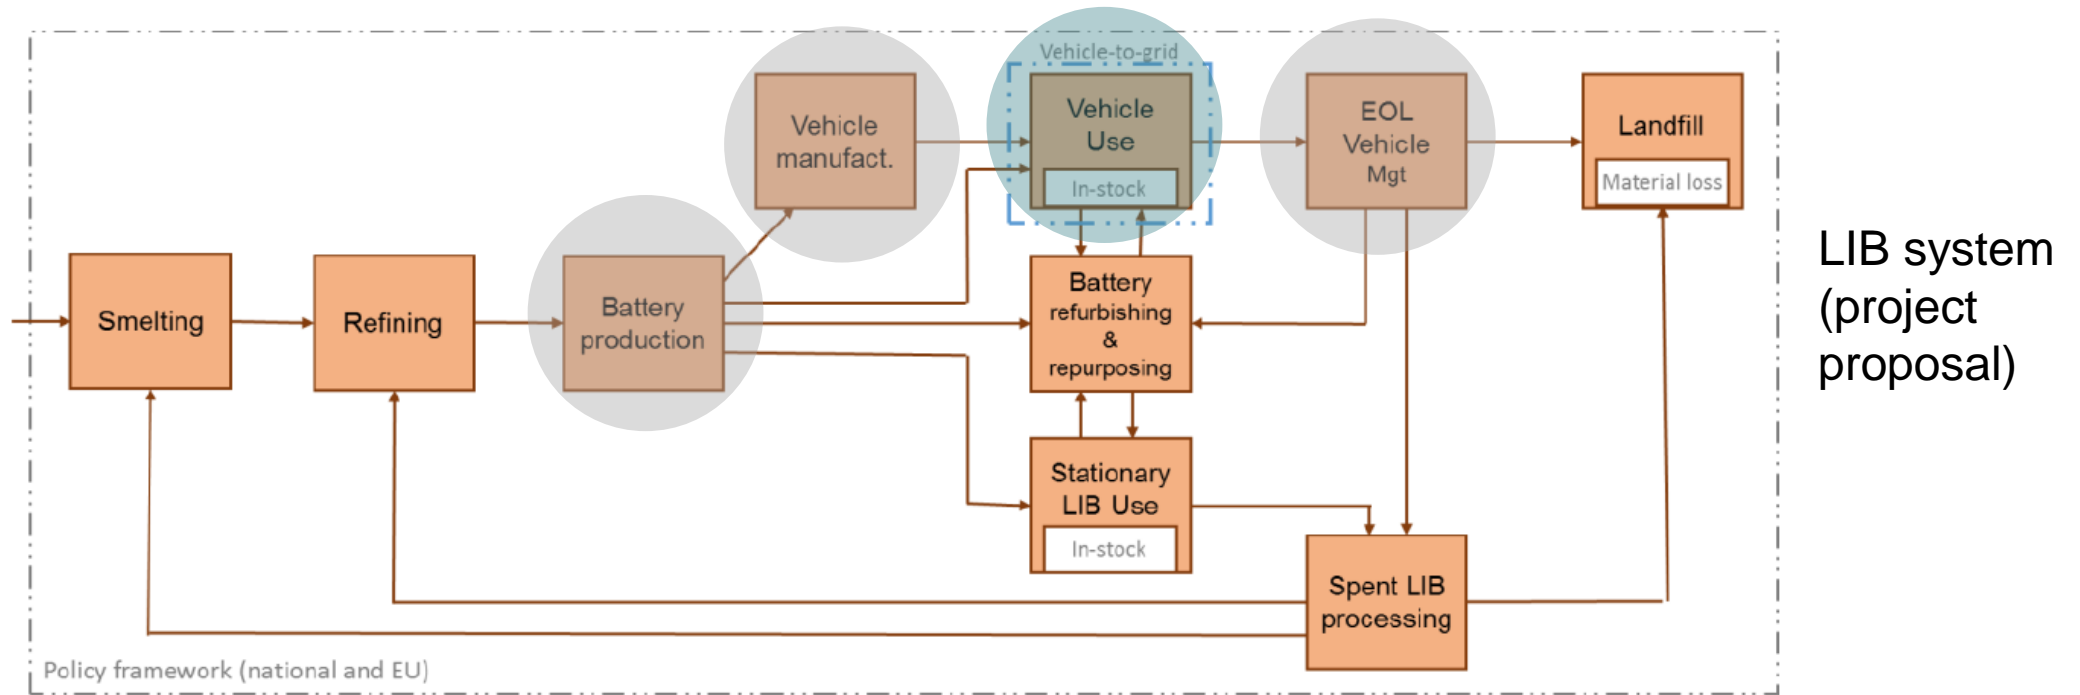 Vehicle-to-grid
Vehicle
manufact.
Vehicle
Use
In-stock
EOL
Vehicle
Mgt
Landfill
Material loss
Smelting
Refining
Battery
production
Battery
refurbishing
&
repurposing
Stationary
LIB Use
In-stock
Spent LIB
processing
Policy framework (national and EU)
LIB system
(project
proposal)